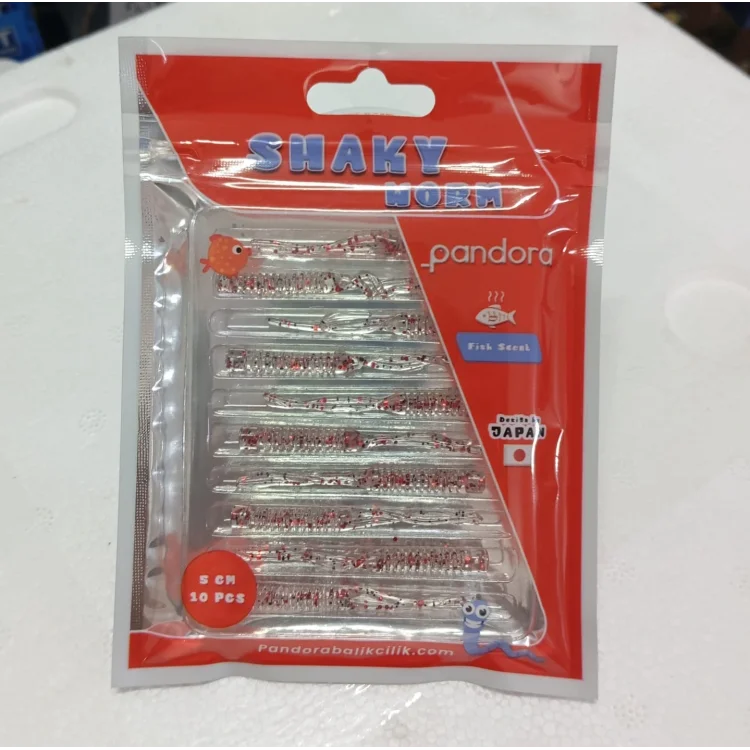 SHAKY
WORM
pandora
Fish Scent
JAPAN
5 CM
10 PCS
Pandorabalikcilik.com